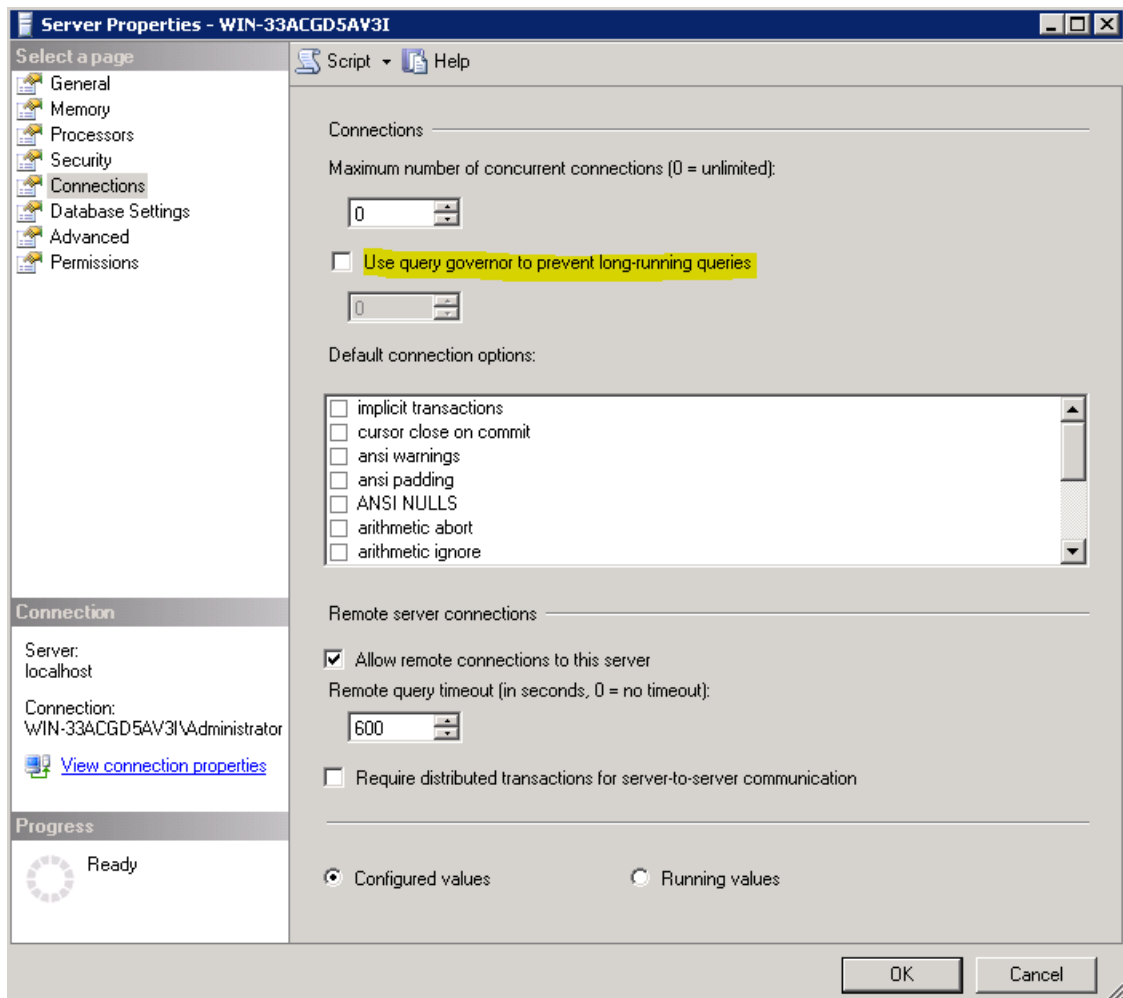 Server Properties - WIN-33ACGD5AV3I
Select a page
General
Memory
Processors
Security
Connections
Database Settings
Advanced
Permissions
Script Help
Connections
Maximum number of concurrent connections (0 = unlimited):
0
Use query governor to prevent long-running queries
0
Default connection options:
implicit transactions
cursor close on commit
ansi warnings
ansi padding
ANSI NULLS
arithmetic abort
arithmetic ignore
Connection
Server:
localhost
Connection:
WIN-33ACGD5AV3I\Administrator
View connection properties
Progress
Ready
Remote server connections
Allow remote connections to this server
Remote query timeout (in seconds, 0 = no timeout):
600
Require distributed transactions for server-to-server communication
Configured values Running values
OK Cancel